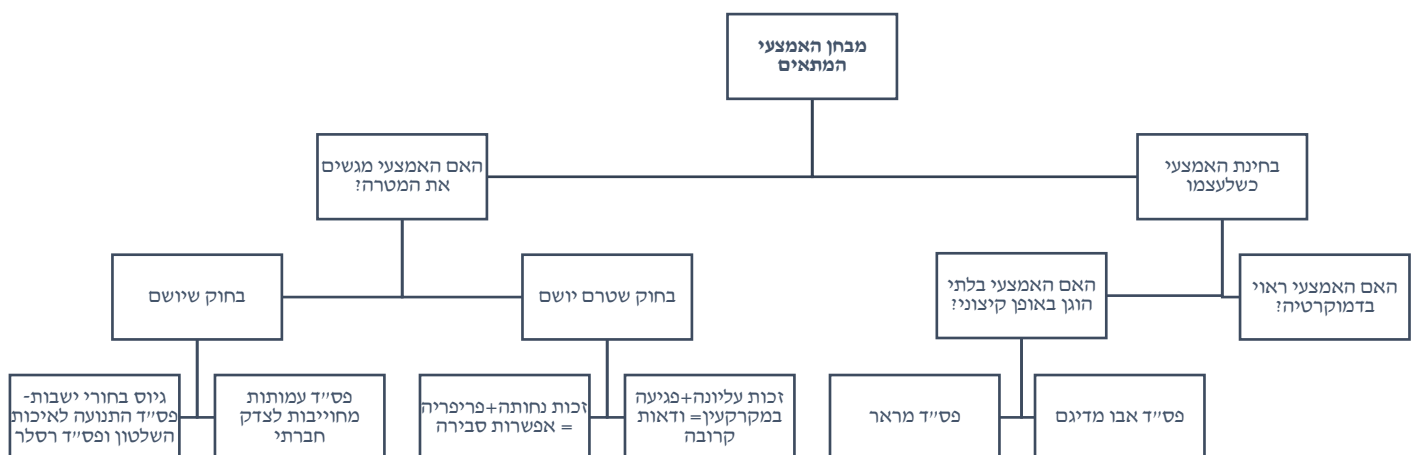 מבחן האמצעי
המתאים
בחינת האמצעי
כשלעצמו
האם האמצעי מגשים
את המטרה?
האם האמצעי ראוי
בדמוקרטיה?
האם האמצעי בלתי
הוגן באופן קיצוני?
בחוק שטרם יושם
בחוק שיושם
פס״ד אבו מדיגם
פס״ד מראר
זכות עליונה+פגיעה
במקרקעין= ודאות
קרובה
זכות נחותה+פריפריה
= אפשרות סבירה
פס״ד עמותות
מחוייבות לצדק
חברתי
גיוס בחורי ישבות-
פס״ד התנועה לאיכות
השלטון ופס״ד רסלר